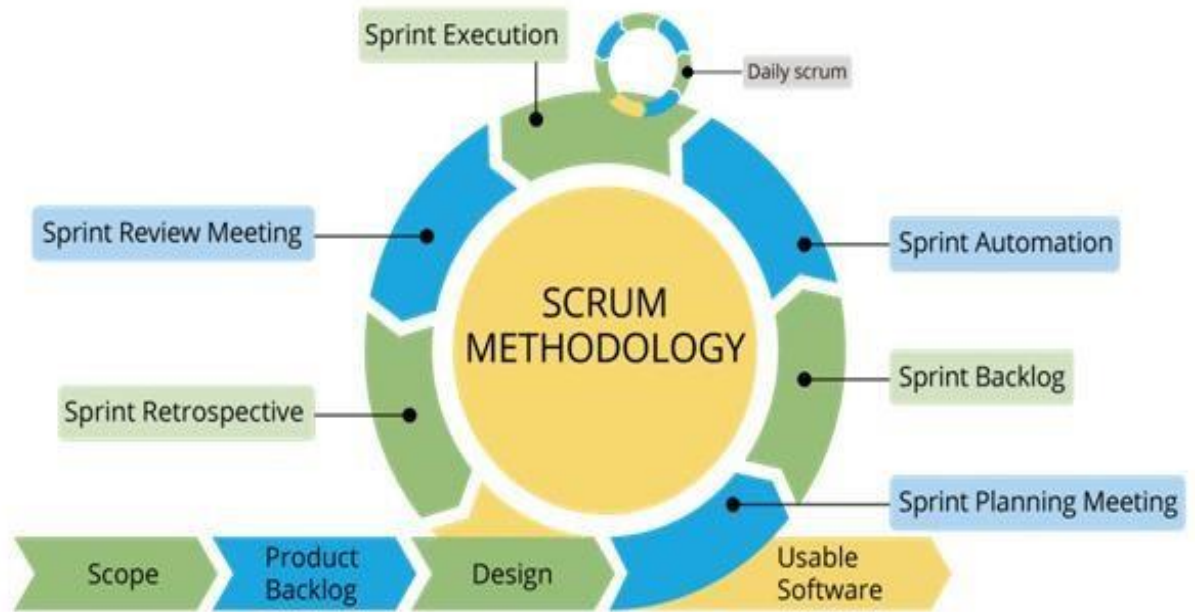 Sprint Execution
Daily scrum
Sprint Review Meeting
Sprint Automation
SCRUM
METHODOLOGY
Sprint Backlog
Sprint Retrospective
Sprint Planning Meeting
Scope
Product
Backlog
Design
Usable
Software